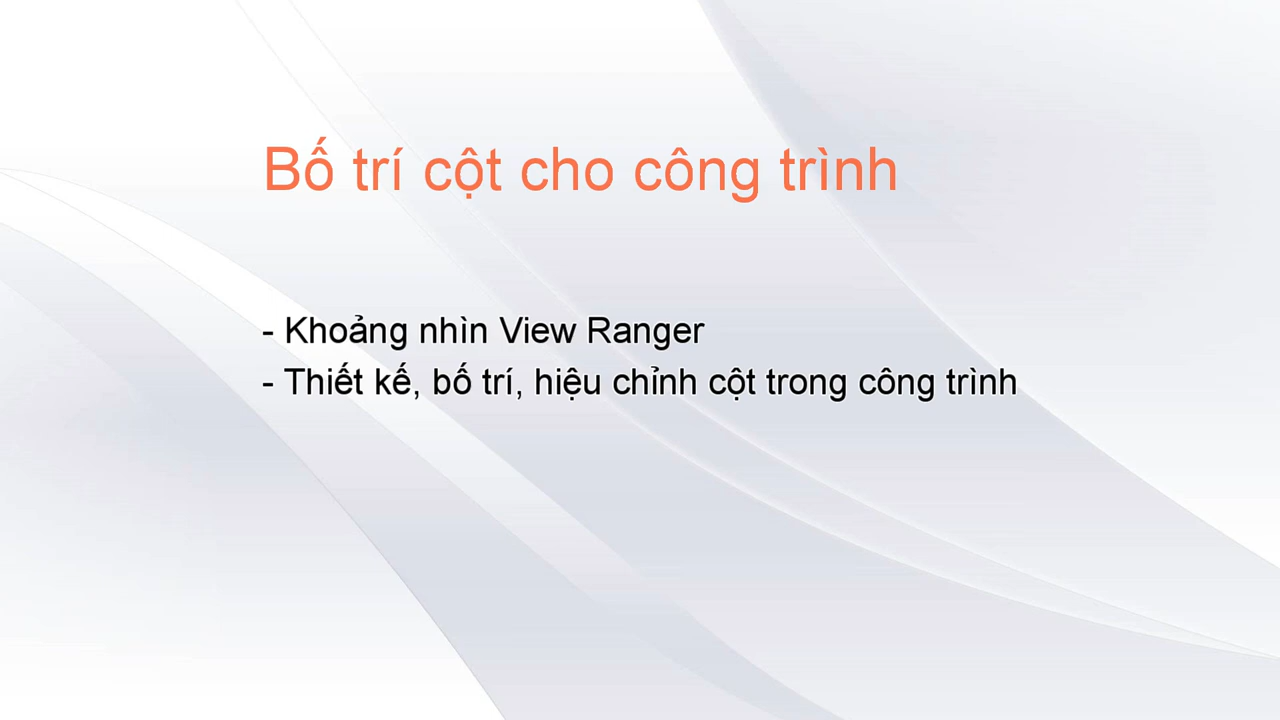 Bố trí cột cho công trình
- Khoảng nhìn View Ranger
- Thiết kế, bố trí, hiệu chỉnh cột trong công trình